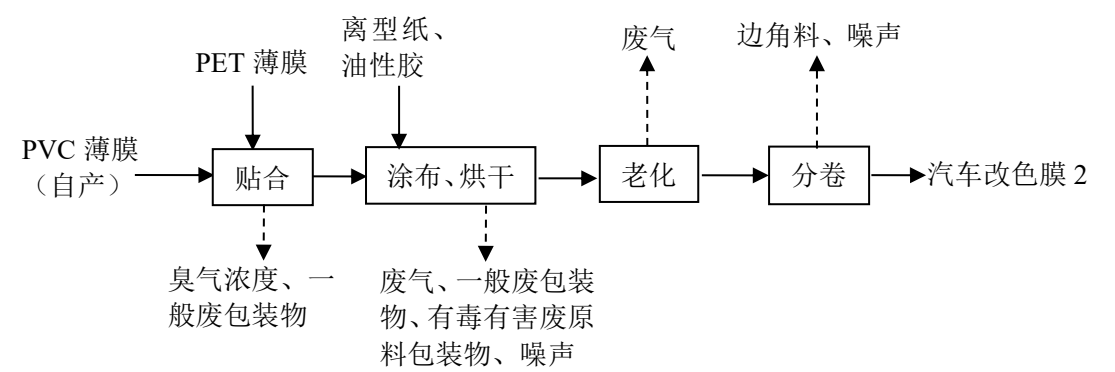 离型纸、
油性胶
废气
边角料、噪声
PET 薄膜
PVC 薄膜
（自产）
贴合
涂布、烘干
老化
分卷
汽车改色膜 2
臭气浓度、一
般废包装物
废气、一般废包装
物、有毒有害废原
料包装物、噪声